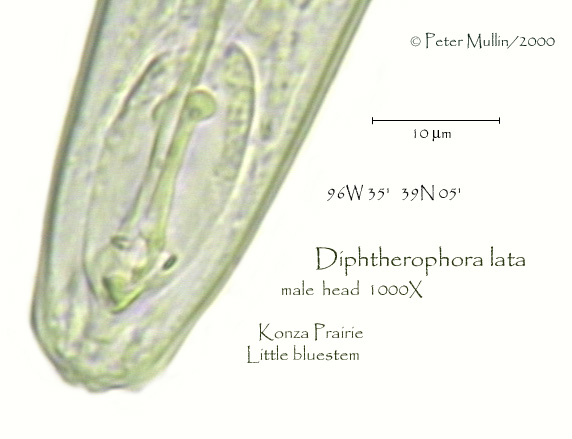 © Peter Mullin/2000
10 µm
96W 35' 39N 05'
Diphtherophora lata
male head 1000X
Konza Prairie
Little bluestem